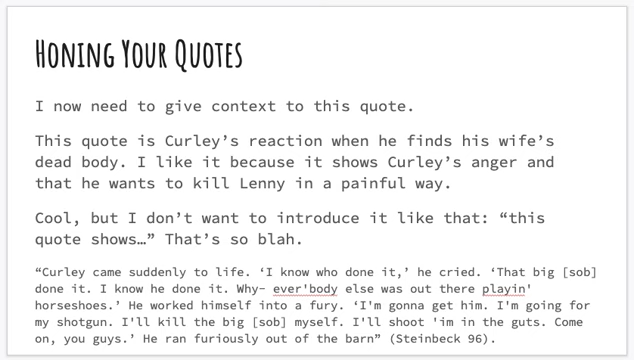 Honing Your Quotes
I now need to give context to this quote.
This quote is Curley’s reaction when he finds his wife’s
dead body. I like it because it shows Curley’s anger and
that he wants to kill Lenny in a painful way.
Cool, but I don’t want to introduce it like that: “this
quote shows…” That’s so blah.
“Curley came suddenly to life. ‘I know who done it,’ he cried. ‘That big [sob]
done it. I know he done it. Why– ever'body else was out there playin'
horseshoes.’ He worked himself into a fury. ‘I'm gonna get him. I'm going for
my shotgun. I'll kill the big [sob] myself. I'll shoot 'im in the guts. Come
on, you guys.’ He ran furiously out of the barn” (Steinbeck 96).